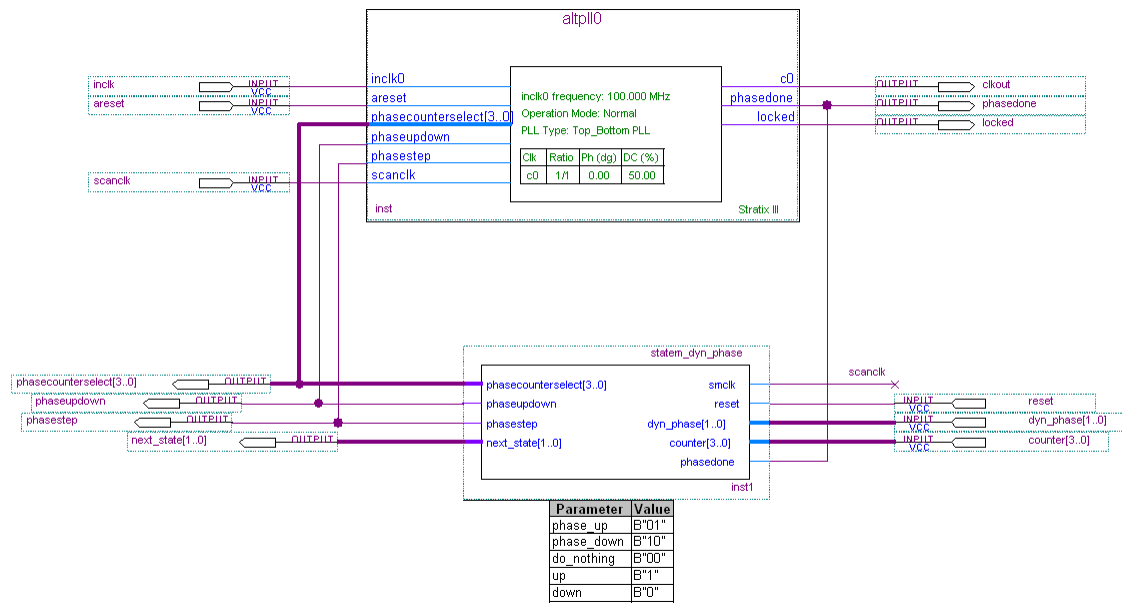 altpll0
inclk INPUT VCC inclk0 c0 OUTPUT clkout
areset INPUT VCC areset phasedone OUTPUT phasedone
phasecounterselect[3..0] locked OUTPUT locked
phaseupdown
phasestep
scanclk INPUT VCC scanclk
inclk0 frequency: 100.000 MHz
Operation Mode: Normal
PLL Type: Top_Bottom PLL
Clk Ratio Ph (dg) DC (%)
c0 1/1 0.00 50.00
inst Stratix III
statem_dyn_phase
scanclk
phasecounterselect[3..0] OUTPUT phasecounterselect[3..0] smclk
phaseupdown OUTPUT phaseupdown reset INPUT VCC reset
phasestep OUTPUT phasestep dyn_phase[1..0] INPUT VCC dyn_phase[1..0]
next_state[1..0] OUTPUT next_state[1..0] counter[3..0] INPUT VCC counter[3..0]
phasedone
inst1
Parameter Value
phase_up B"01"
phase_down B"10"
do_nothing B"00"
up B"1"
down B"0"